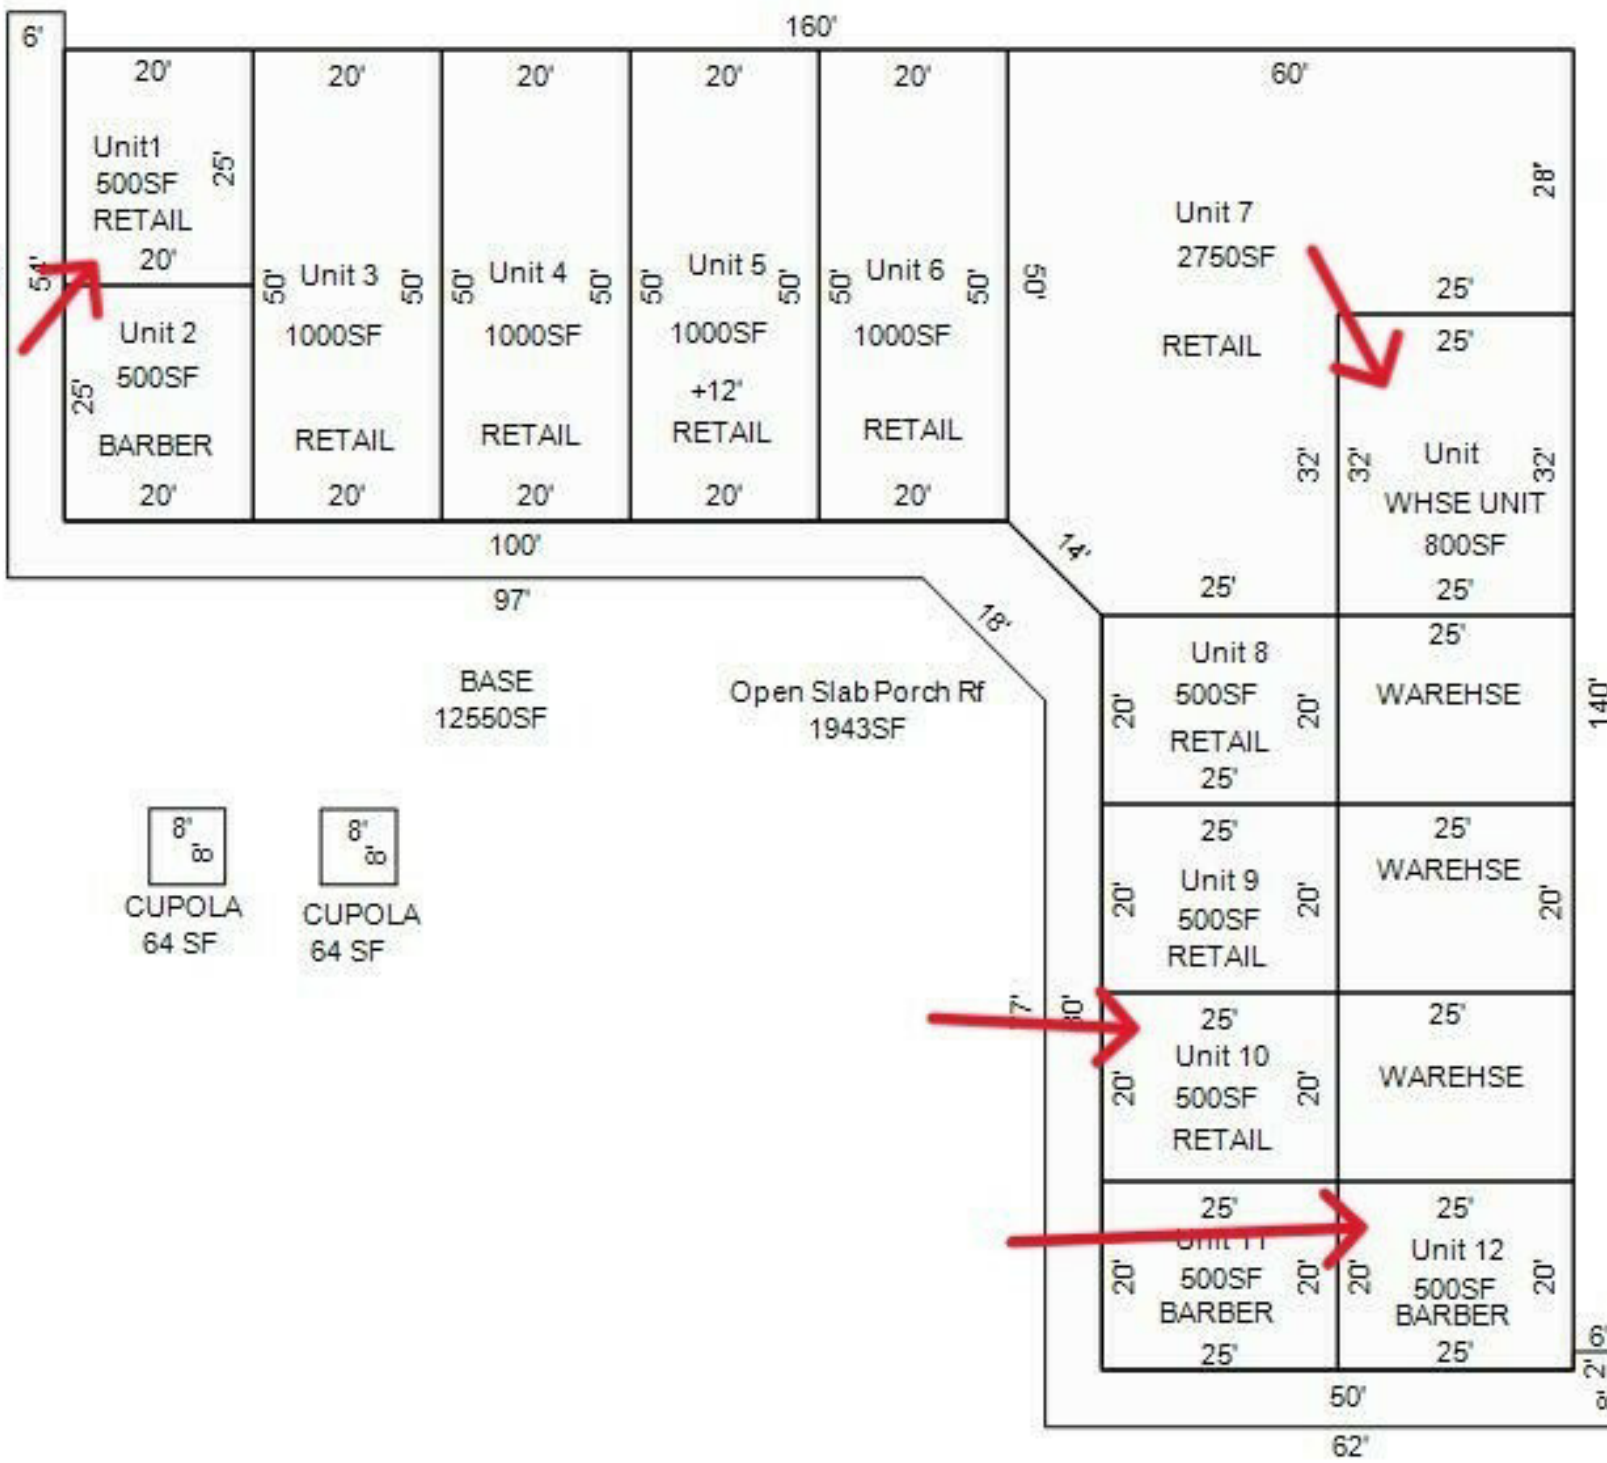 160'
6'
20'
20'
20'
20'
20'
60'
Unit1
500SF
RETAIL
25'
20'
Unit 2
500SF
25'
BARBER
20'
50'
Unit 3
50'
1000SF
RETAIL
20'
50'
Unit 4
50'
1000SF
RETAIL
20'
50'
Unit 5
50'
1000SF
+12'
RETAIL
20'
50'
Unit 6
50'
1000SF
RETAIL
20'
50'
Unit 7
2750SF
RETAIL
28'
25'
32'
25'
25'
32'
Unit
32'
WHSE UNIT
800SF
25'
100'
97'
14'
18'
BASE
12550SF
Open Slab Porch Rf
1943SF
8'
8'
CUPOLA
64 SF
8'
8'
CUPOLA
64 SF
Unit 8
500SF
20'
20'
RETAIL
25'
25'
WAREHSE
140'
25'
Unit 9
20'
20'
500SF
RETAIL
25'
WAREHSE
20'
25'
Unit 10
20'
500SF
20'
RETAIL
25'
WAREHSE
25'
Unit 11
20'
500SF
20'
BARBER
25'
25'
Unit 12
20'
500SF
20'
BARBER
25'
6'
2'
50'
62'